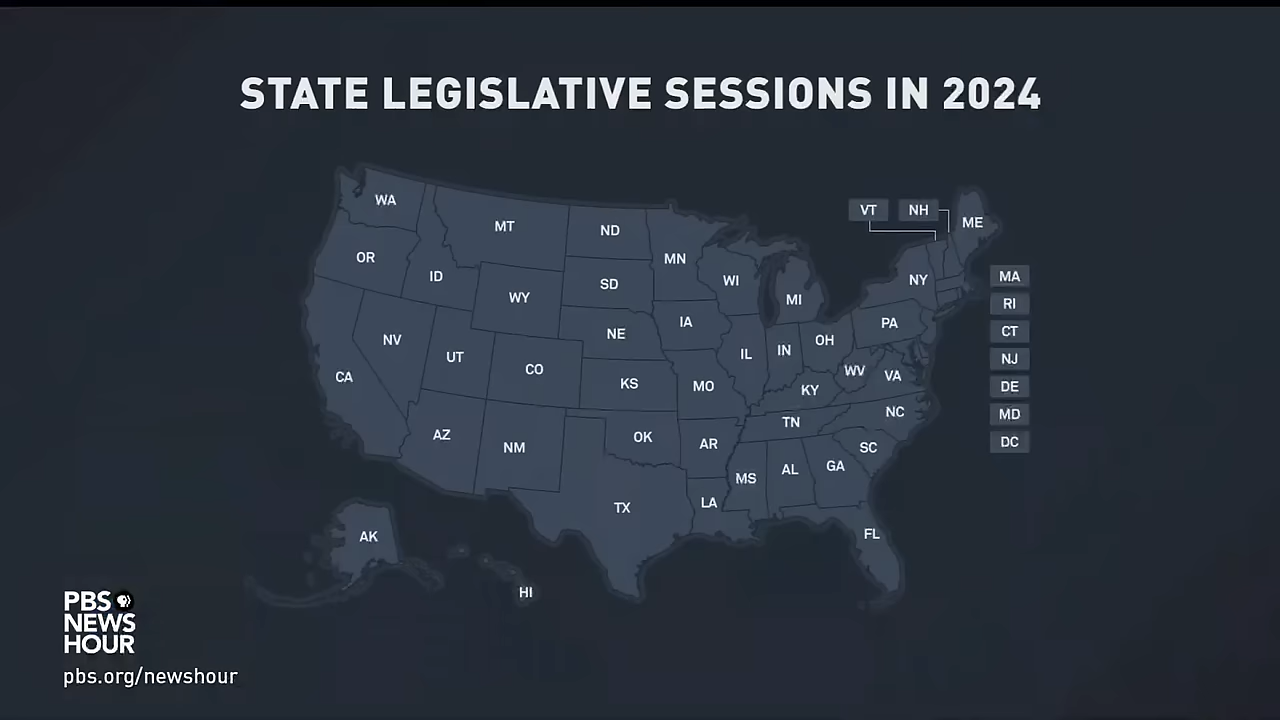 STATE LEGISLATIVE SESSIONS IN 2024
WA
MT
ND
MN
VT
NH
ME
OR
ID
SD
WI
NY
MA
WY
MI
RI
NV
NE
IA
PA
CT
UT
CO
IL
IN
OH
NJ
CA
KS
MO
KY
WV
VA
DE
AZ
NM
OK
AR
TN
NC
MD
MS
AL
GA
SC
DC
TX
LA
FL
AK
HI
PBS
NEWS
HOUR
pbs.org/newshour